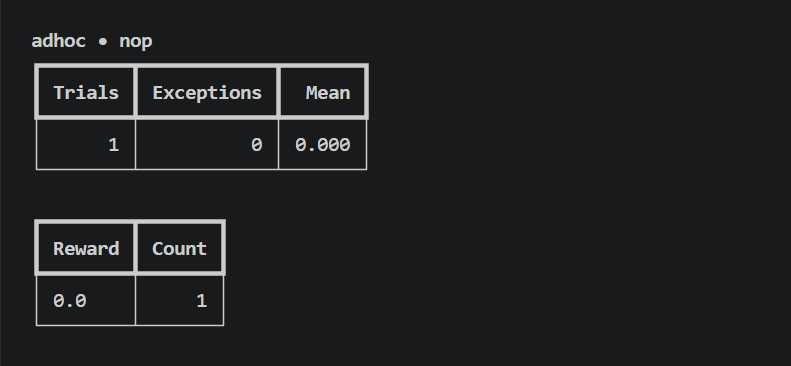 adhoc • nop
Trials Exceptions Mean
1 0 0.000
Reward Count
0.0 1